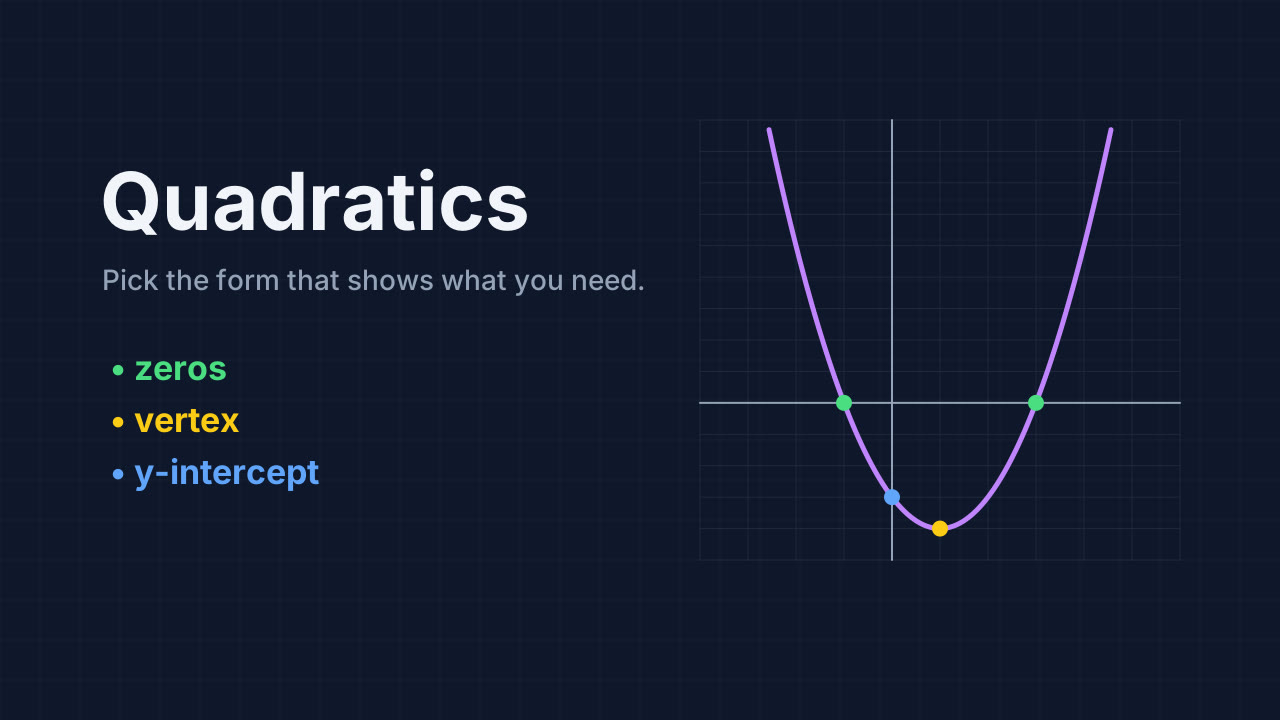 Quadratics
Pick the form that shows what you need.
• zeros
• vertex
• y-intercept